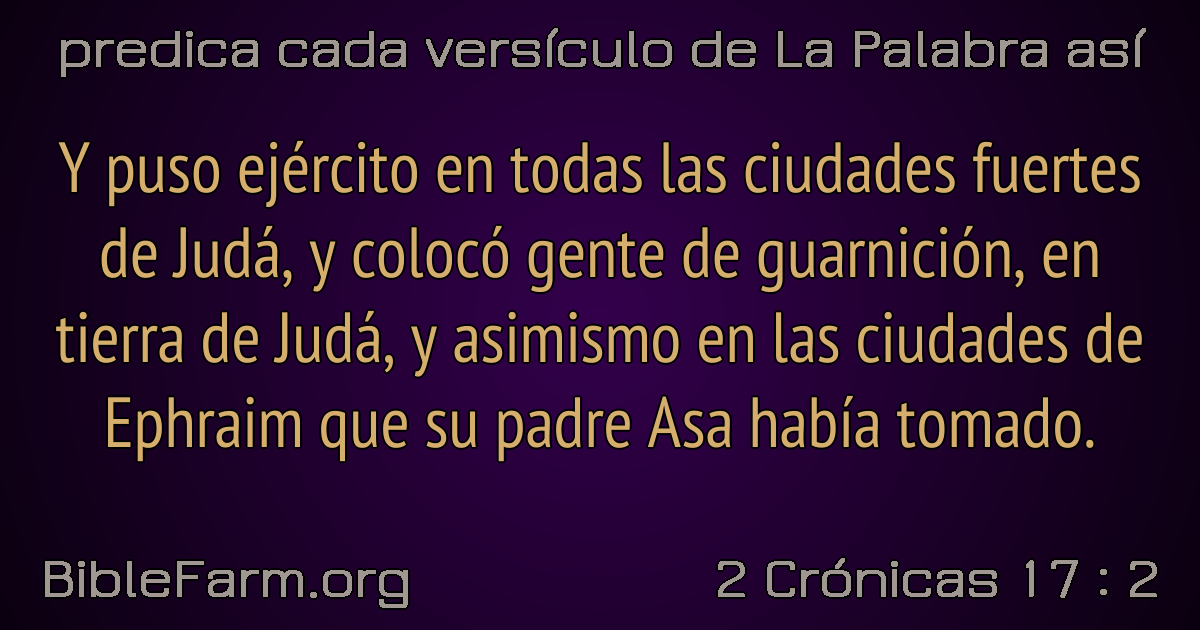 predica cada versículo de La Palabra así
Y puso ejército en todas las ciudades fuertes
de Judá, y colocó gente de guarnición, en
tierra de Judá, y asimismo en las ciudades de
Ephraim que su padre Asa había tomado.
BibleFarm.org
2 Crónicas 17 : 2